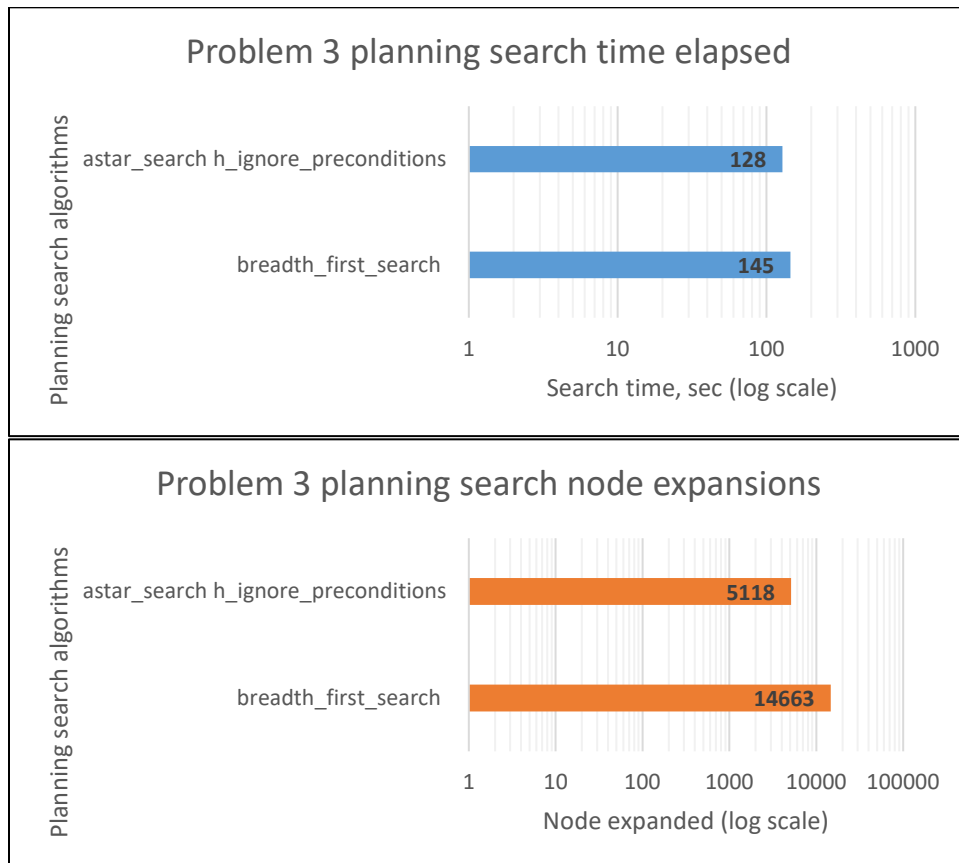 Problem 3 planning search time elapsed
Planning search algorithms
astar_search h_ignore_preconditions
128
breadth_first_search
145
1 10 100 1000
Search time, sec (log scale)
Problem 3 planning search node expansions
Planning search algorithms
astar_search h_ignore_preconditions
5118
breadth_first_search
14663
1 10 100 1000 10000 100000
Node expanded (log scale)